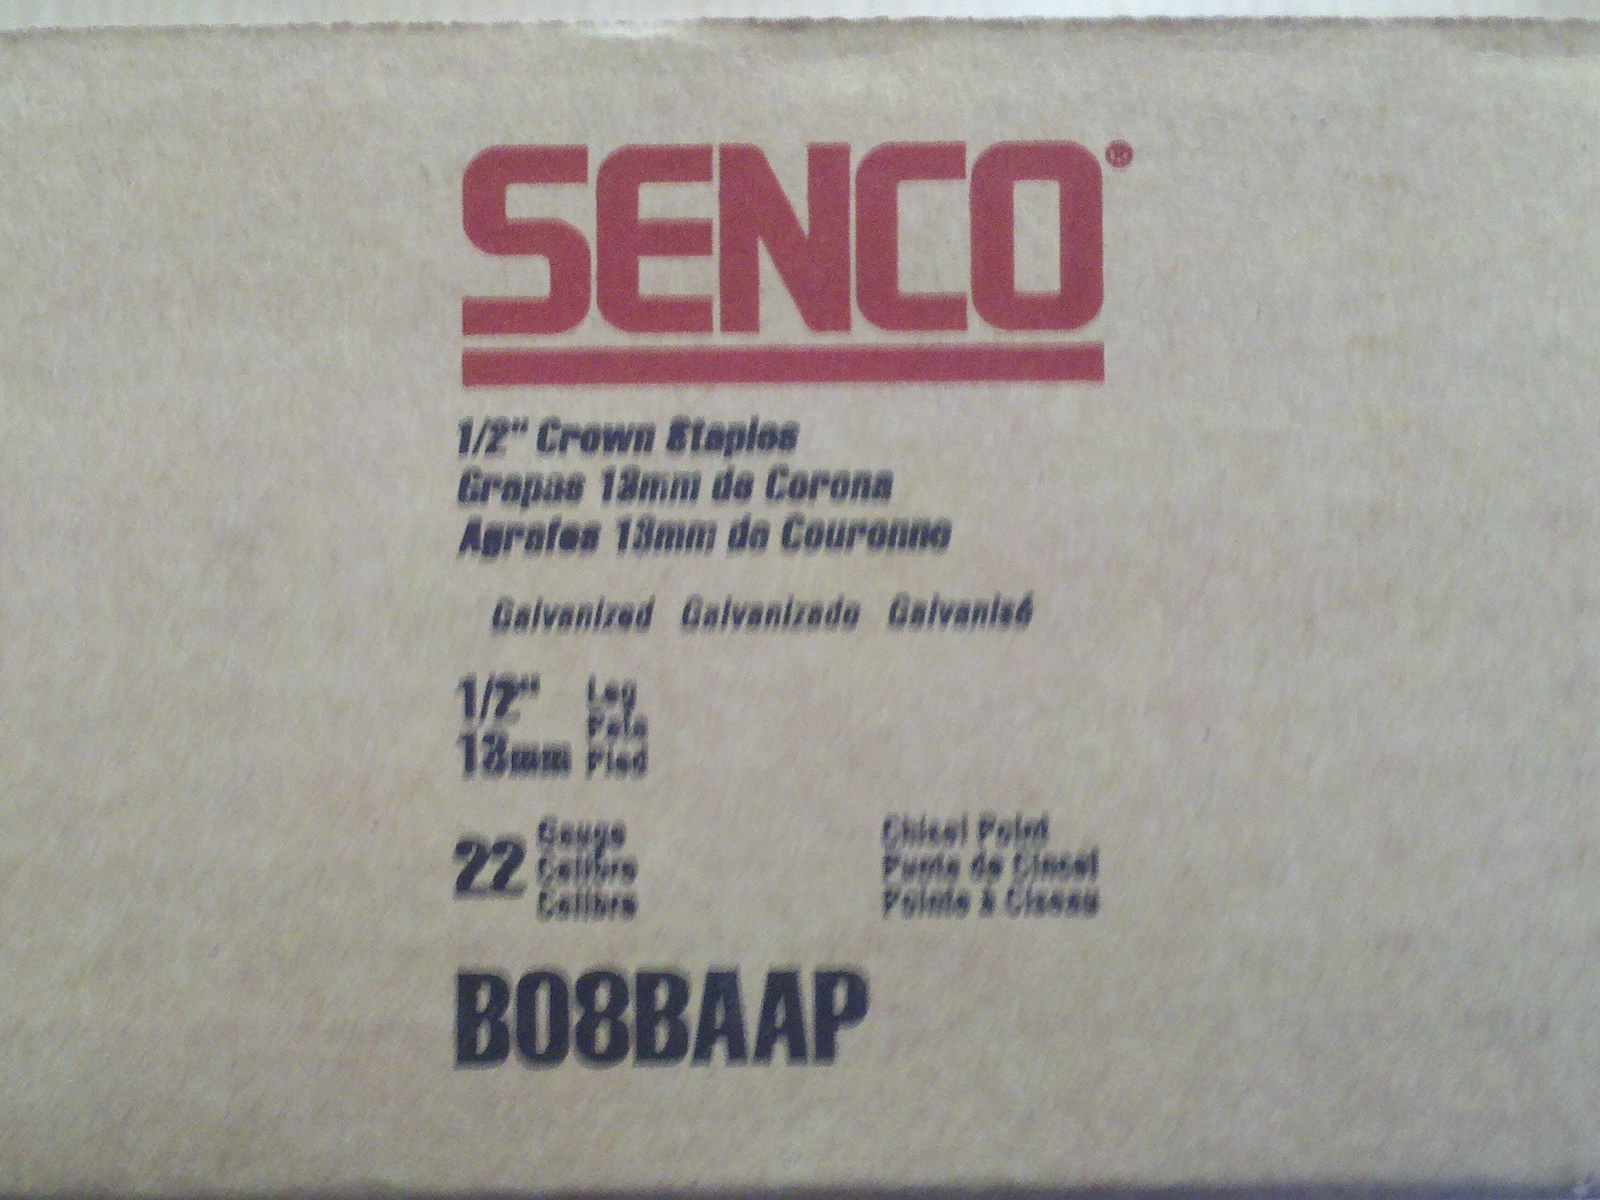 SENCO®
1/2" Crown Staples
Grapas 13mm de Corona
Agrafes 13mm de Couronne
Galvanized Galvanizado Galvanisé
1/2" Leg
Pata
13mm Pied
22 Gauge
Calibre
Calibre
Chisel Point
Punta de Cincel
Pointe à Ciseau
B08BAAP